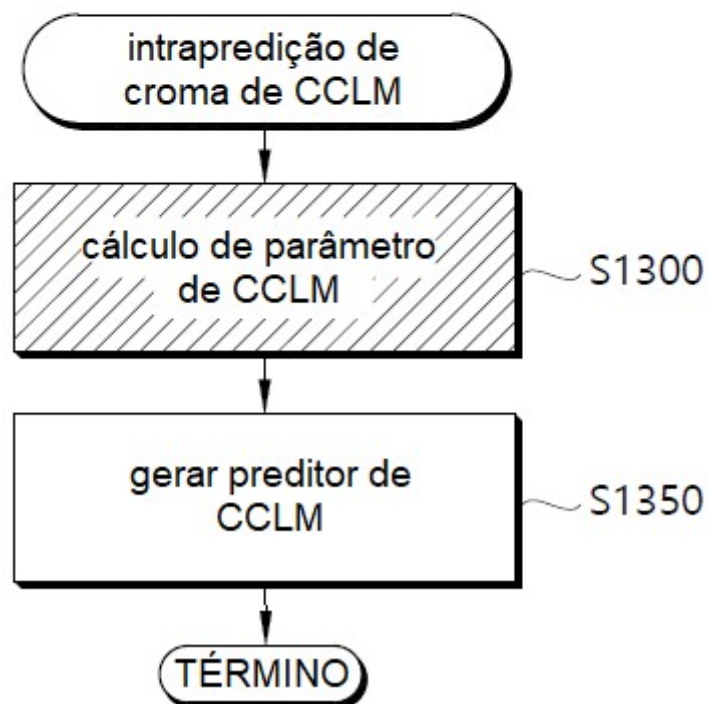 intrapredição de
croma de CCLM
cálculo de parâmetro
de CCLM
S1300
gerar preditor de
CCLM
S1350
TÉRMINO